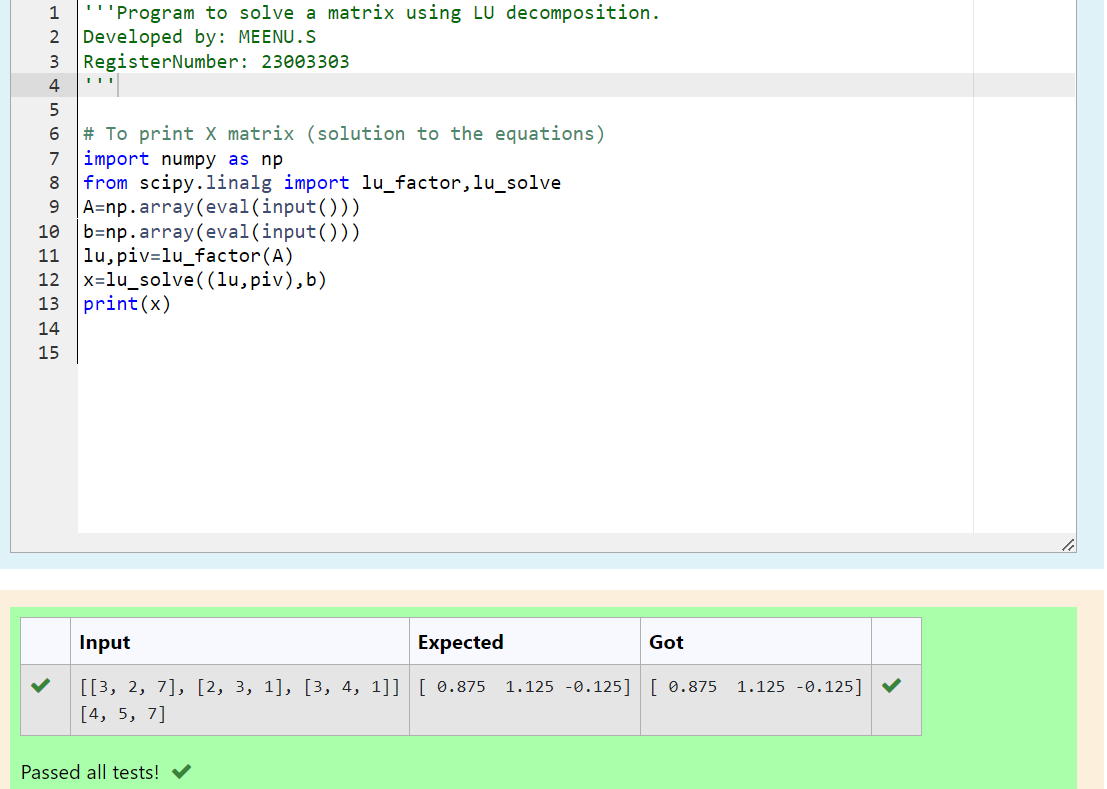 1 '''Program to solve a matrix using LU decomposition.
2 Developed by: MEENU.S
3 RegisterNumber: 23003303
4 '''
5
6 # To print X matrix (solution to the equations)
7 import numpy as np
8 from scipy.linalg import lu_factor,lu_solve
9 A=np.array(eval(input()))
10 b=np.array(eval(input()))
11 lu,piv=lu_factor(A)
12 x=lu_solve((lu,piv),b)
13 print(x)
14
15
Input Expected Got
[[3, 2, 7], [2, 3, 1], [3, 4, 1]] [ 0.875  1.125 -0.125] [ 0.875  1.125 -0.125]
[4, 5, 7]
Passed all tests!